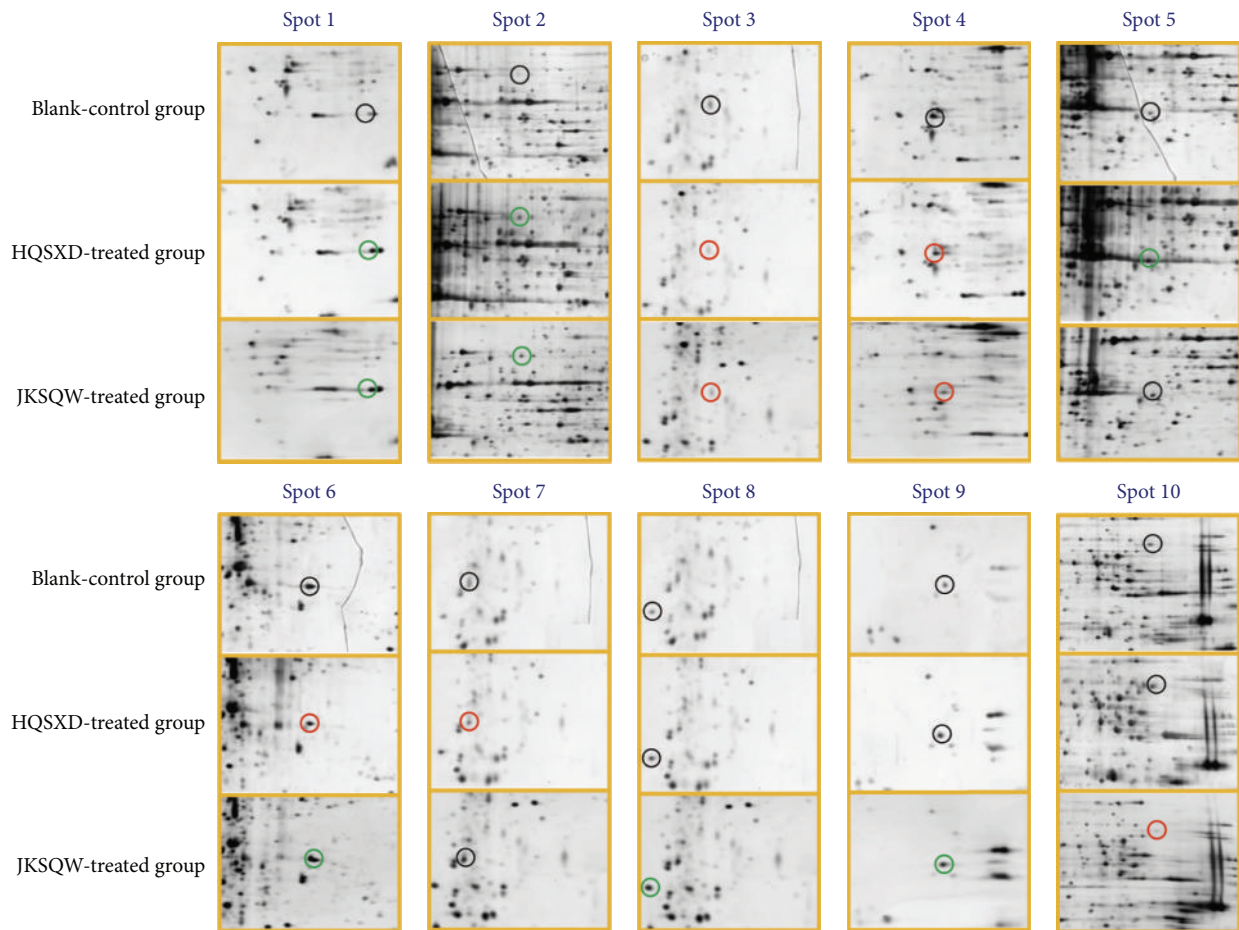 Spot 1 Spot 2 Spot 3 Spot 4 Spot 5
Blank-control group
HQSXD-treated group
JKSQW-treated group
Spot 6 Spot 7 Spot 8 Spot 9 Spot 10
Blank-control group
HQSXD-treated group
JKSQW-treated group